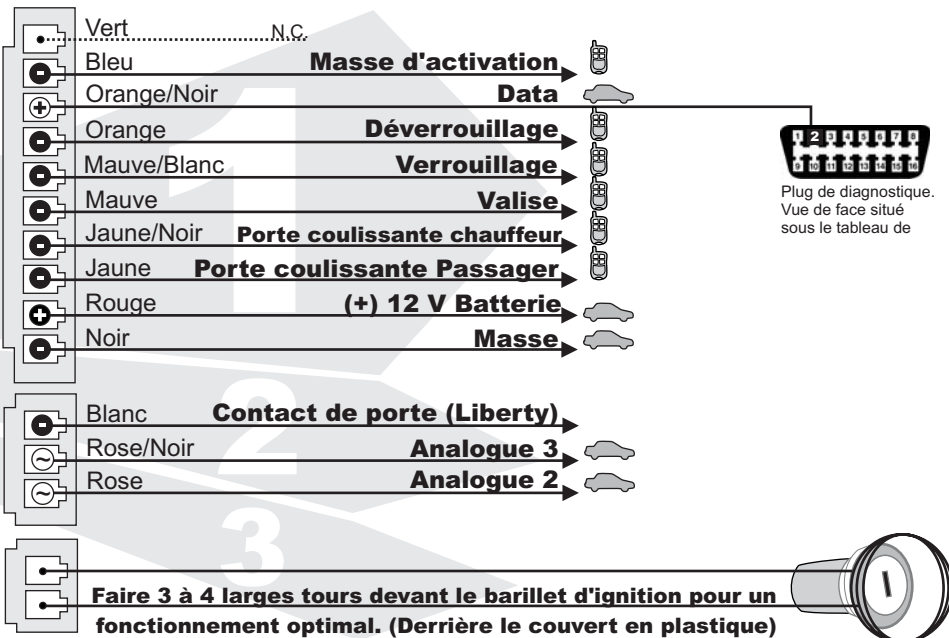 1
2
3
Vert N.C.
Bleu Masse d'activation
Orange/Noir Data
Orange Déverrouillage
Mauve/Blanc Verrouillage
Mauve Valise
Jaune/Noir Porte coulissante chauffeur
Jaune Porte coulissante Passager
Rouge (+) 12 V Batterie
Noir Masse
1 2 3 4 5 6 7 8
9 10 11 12 13 14 15 16
Plug de diagnostique.
Vue de face situé
sous le tableau de
Blanc Contact de porte (Liberty)
Rose/Noir Analogue 3
Rose Analogue 2
Faire 3 à 4 larges tours devant le barillet d'ignition pour un
fonctionnement optimal. (Derrière le couvert en plastique)